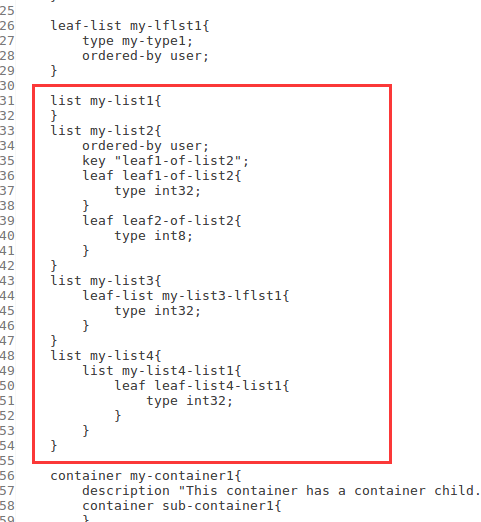 25
26 leaf-list my-lflst1{
27 type my-type1;
28 ordered-by user;
29 }
30
31 list my-list1{
32 }
33 list my-list2{
34 ordered-by user;
35 key "leaf1-of-list2";
36 leaf leaf1-of-list2{
37 type int32;
38 }
39 leaf leaf2-of-list2{
40 type int8;
41 }
42 }
43 list my-list3{
44 leaf-list my-list3-lflst1{
45 type int32;
46 }
47 }
48 list my-list4{
49 list my-list4-list1{
50 leaf leaf-list4-list1{
51 type int32;
52 }
53 }
54 }
55
56 container my-container1{
57 description "This container has a container child.
58 container sub-container1{
59 }